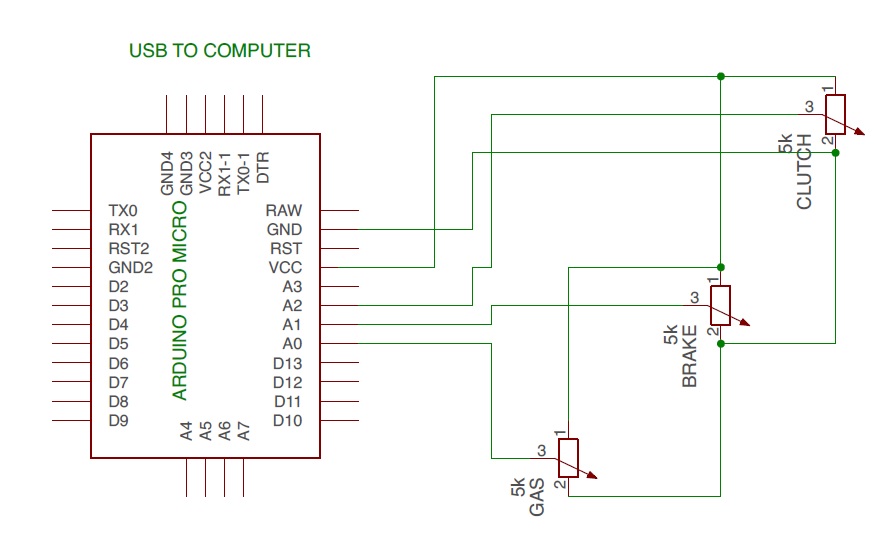 USB TO COMPUTER
GND4
GND3
VCC2
RX1-1
TX0-1
DTR
ARDUINO PRO MICRO
TX0
RX1
RST2
GND2
D2
D3
D4
D5
D6
D7
D8
D9
RAW
GND
RST
VCC
A3
A2
A1
A0
D13
D12
D11
D10
A4
A5
A6
A7
1
3
2
5k
CLUTCH
1
3
2
5k
BRAKE
1
3
2
5k
GAS